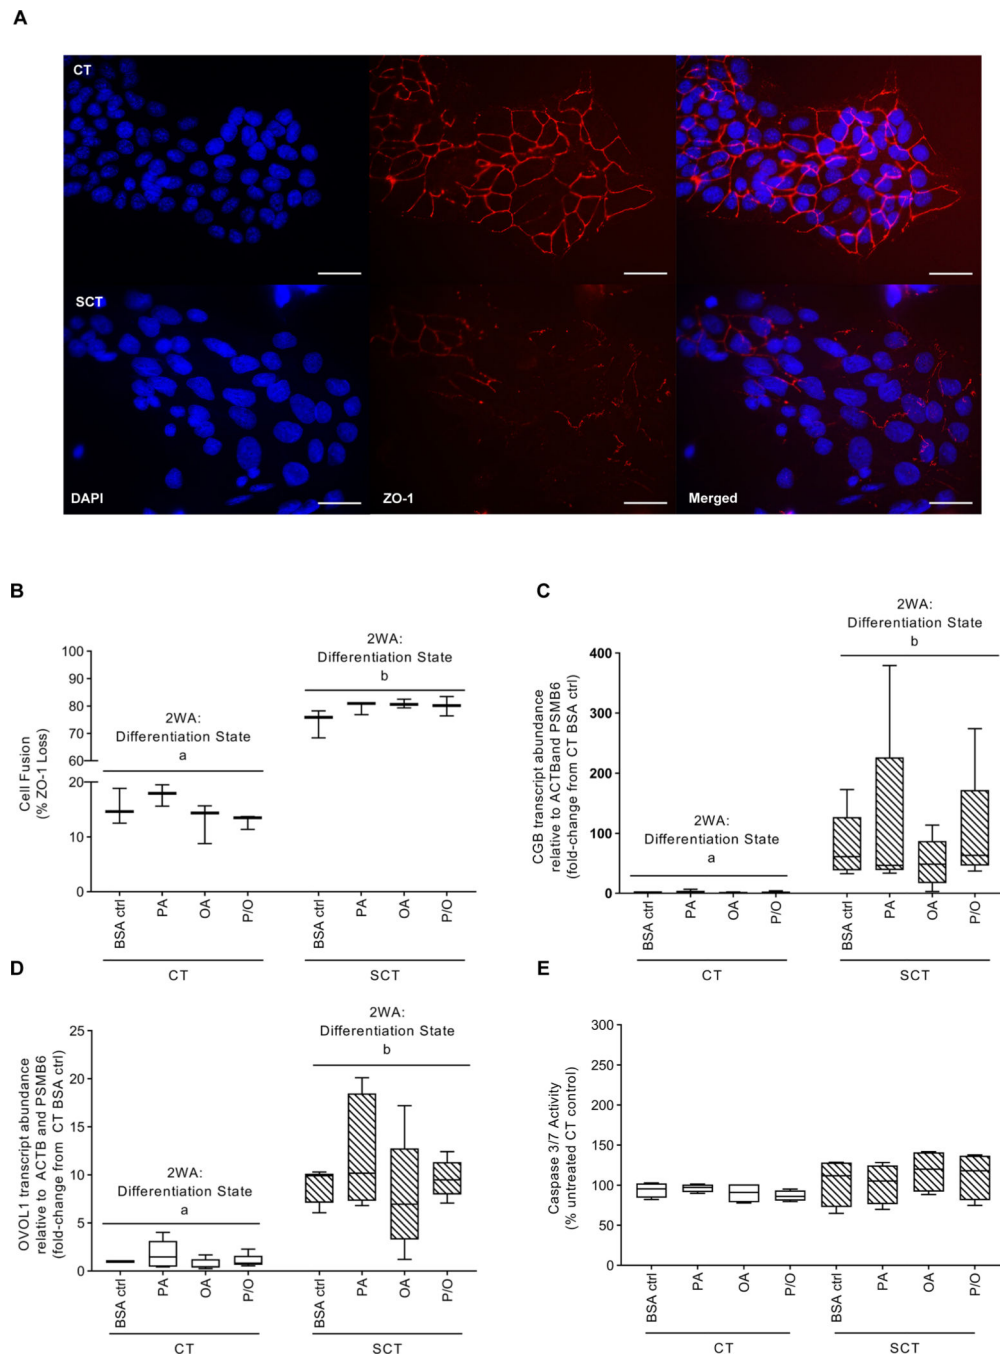 A
CT
SCT
DAPI
ZO-1
Merged
B
2WA:
Differentiation State
a
2WA:
Differentiation State
b
Cell Fusion
(% ZO-1 Loss)
100
90
80
70
60
20
10
0
BSA ctrl
PA
OA
P/O
BSA ctrl
PA
OA
P/O
CT
SCT
C
2WA:
Differentiation State
a
2WA:
Differentiation State
b
CGB transcript abundance
relative to ACTBand PSMB6
(fold-change from CT BSA ctrl)
400
300
200
100
0
BSA ctrl
PA
OA
P/O
BSA ctrl
PA
OA
P/O
CT
SCT
D
2WA:
Differentiation State
a
2WA:
Differentiation State
b
OVOL1 transcript abundance
relative to ACTB and PSMB6
(fold-change from CT BSA ctrl)
25
20
15
10
5
0
BSA ctrl
PA
OA
P/O
BSA ctrl
PA
OA
P/O
CT
SCT
E
Caspase 3/7 Activity
(% untreated CT control)
300
250
200
150
100
50
0
BSA ctrl
PA
OA
P/O
BSA ctrl
PA
OA
P/O
CT
SCT